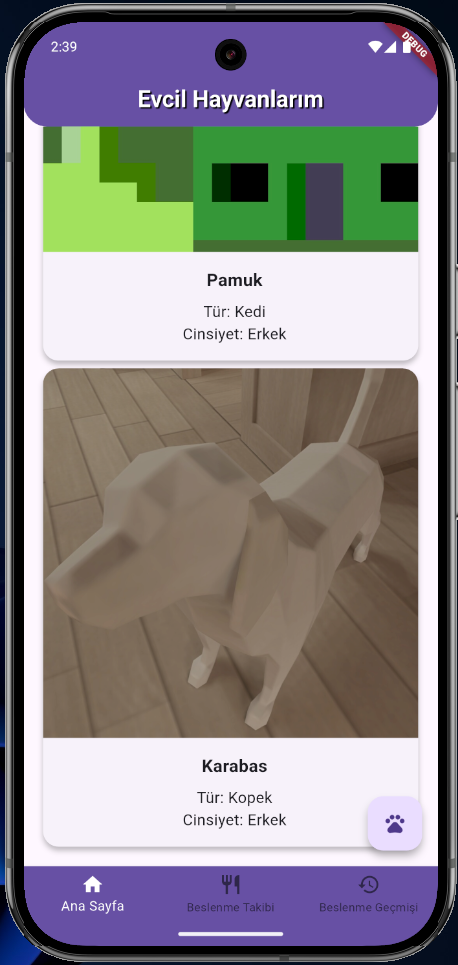 2:39
DEBUG
Evcil Hayvanlarım
Pamuk
Tür: Kedi
Cinsiyet: Erkek
Karabas
Tür: Kopek
Cinsiyet: Erkek
Ana Sayfa
Beslenme Takibi
Beslenme Geçmişi